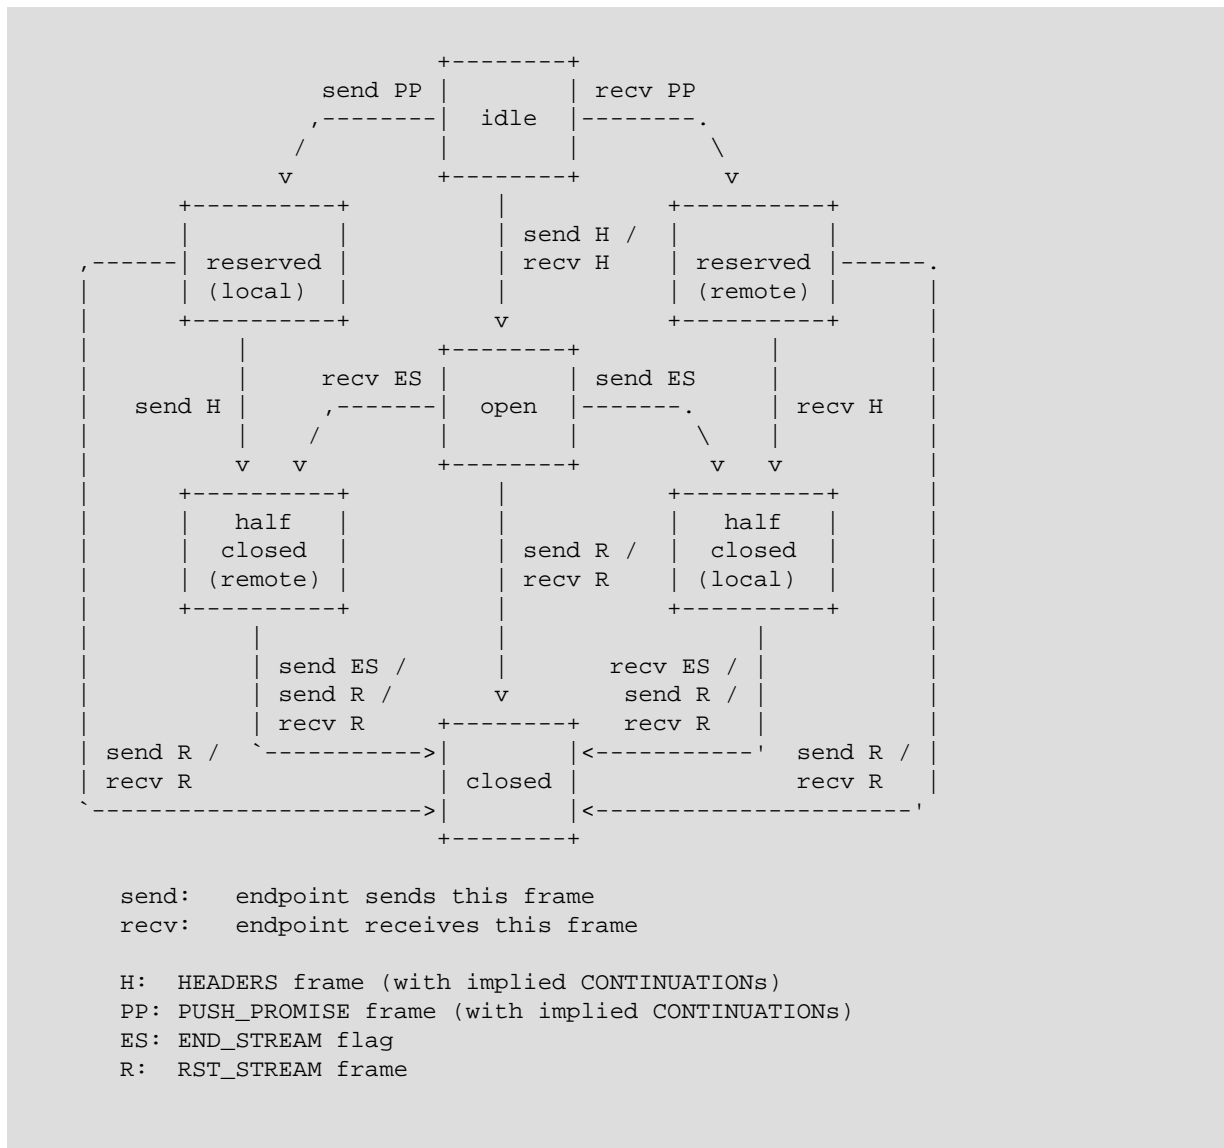 +--------+
                 send PP |        | recv PP
                ,--------|  idle  |--------.
               /         |        |         \
              v          +--------+          v
       +----------+          |           +----------+
       |          |          | send H /  |          |
,------| reserved |          | recv H    | reserved |------.
|      | (local)  |          |           | (remote) |      |
|      +----------+          v           +----------+      |
|          |             +--------+             |          |
|          |     recv ES |        | send ES     |          |
|   send H |     ,-------|  open  |-------.     | recv H   |
|          |    /        |        |        \    |          |
|          v   v         +--------+         v   v          |
|      +----------+          |           +----------+      |
|      |   half   |          |           |   half   |      |
|      |  closed  |          | send R /  |  closed  |      |
|      | (remote) |          | recv R    | (local)  |      |
|      +----------+          |           +----------+      |
|           |                |                 |           |
|           | send ES /      |       recv ES / |           |
|           | send R /       v        send R / |           |
|           | recv R     +--------+   recv R   |           |
| send R /  `----------->|        |<-----------'  send R / |
| recv R                 | closed |               recv R   |
`----------------------->|        |<----------------------'
                         +--------+
send:   endpoint sends this frame
recv:   endpoint receives this frame
H:  HEADERS frame (with implied CONTINUATIONs)
PP: PUSH_PROMISE frame (with implied CONTINUATIONs)
ES: END_STREAM flag
R:  RST_STREAM frame